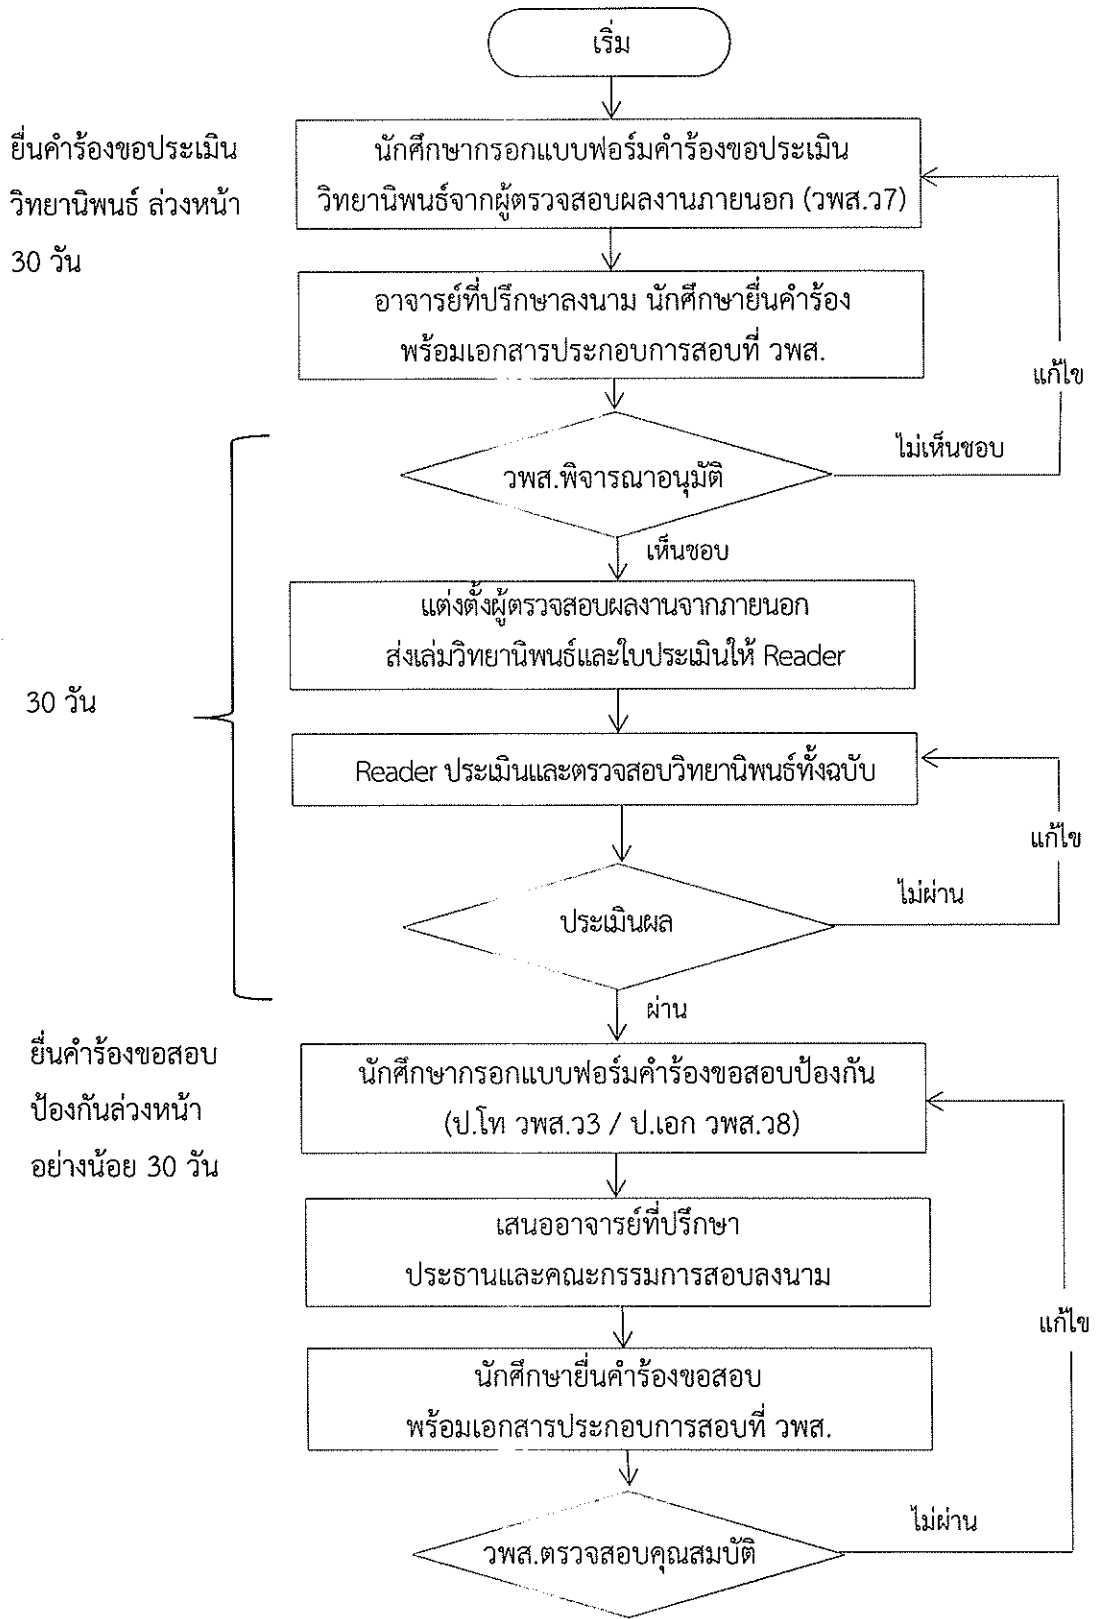 เริ่ม
ยื่นคำร้องขอประเมิน
วิทยานิพนธ์ ล่วงหน้า
30 วัน
นักศึกษากรอกแบบฟอร์มคำร้องขอประเมิน
วิทยานิพนธ์จากผู้ตรวจสอบผลงานภายนอก (วพส.ว7)
อาจารย์ที่ปรึกษาลงนาม นักศึกษายื่นคำร้อง
พร้อมเอกสารประกอบการสอบที่ วพส.
แก้ไข
ไม่เห็นชอบ
วพส.พิจารณาอนุมัติ
เห็นชอบ
แต่งตั้งผู้ตรวจสอบผลงานจากภายนอก
ส่งเล่มวิทยานิพนธ์และใบประเมินให้ Reader
30 วัน
Reader ประเมินและตรวจสอบวิทยานิพนธ์ทั้งฉบับ
แก้ไข
ไม่ผ่าน
ประเมินผล
ผ่าน
ยื่นคำร้องขอสอบ
ป้องกันล่วงหน้า
อย่างน้อย 30 วัน
นักศึกษากรอกแบบฟอร์มคำร้องขอสอบป้องกัน
(ป.โท วพส.ว3 / ป.เอก วพส.ว8)
เสนออาจารย์ที่ปรึกษา
ประธานและคณะกรรมการสอบลงนาม
แก้ไข
นักศึกษายื่นคำร้องขอสอบ
พร้อมเอกสารประกอบการสอบที่ วพส.
ไม่ผ่าน
วพส.ตรวจสอบคุณสมบัติ